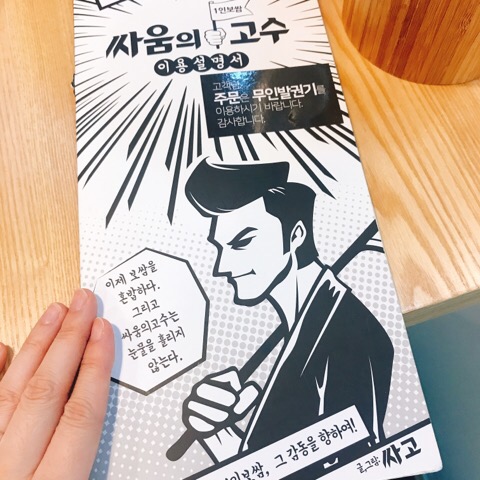 1인보쌈
싸움의고수
이용설명서
고객님
주문은 무인발권기를
이용하시기 바랍니다.
감사합니다.
이제 보쌈을
혼밥하다.
그리고
싸움의고수는
눈물을 흘리지
않는다.
보쌈, 그 감동을 향하여!
글,그림 싸고